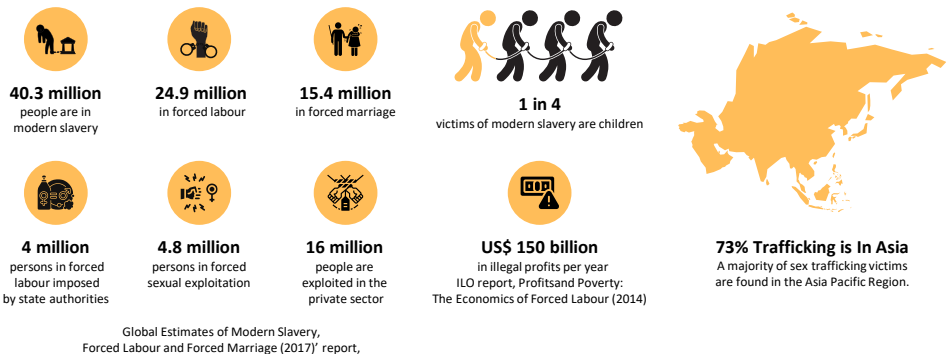 40.3 million
people are in
modern slavery
24.9 million
in forced labour
15.4 million
in forced marriage
1 in 4
victims of modern slavery are children
4 million
persons in forced
labour imposed
by state authorities
4.8 million
persons in forced
sexual exploitation
16 million
people are
exploited in the
private sector
US$ 150 billion
in illegal profits per year
ILO report, Profitsand Poverty:
The Economics of Forced Labour (2014)
73% Trafficking is In Asia
A majority of sex trafficking victims
are found in the Asia Pacific Region.
Global Estimates of Modern Slavery,
Forced Labour and Forced Marriage (2017)’ report,